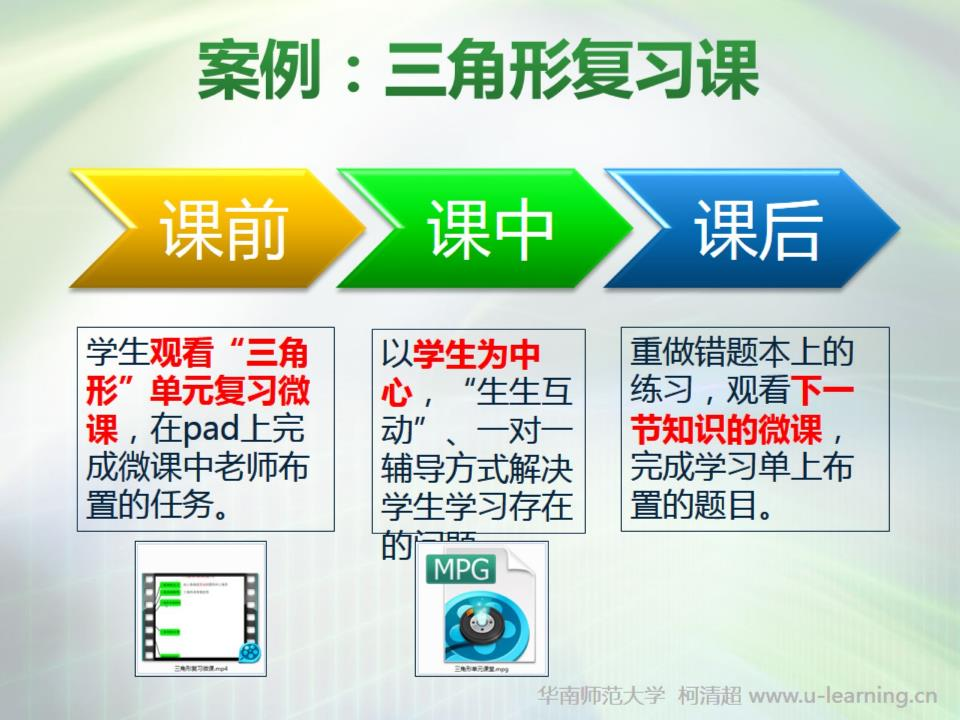 案例：三角形复习课
课前
课中
课后
学生观看“三角
形”单元复习微
课，在pad上完
成微课中老师布
置的任务。
以学生为中
心，“生生互
动”、一对一
辅导方式解决
学生学习存在
的问题
重做错题本上的
练习，观看下一
节知识的微课，
完成学习单上布
置的题目。
三角形复习微课.mp4
MPG
三角形单元课堂.mpg
华南师范大学 柯清超 www.u-learning.cn